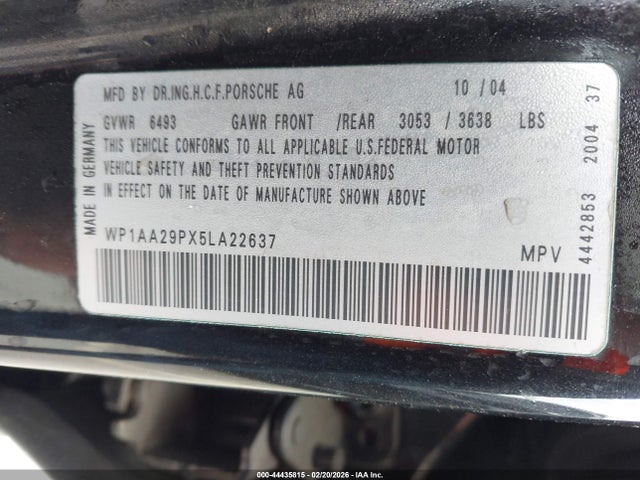 MFD BY DR.ING.H.C.F.PORSCHE AG 10 / 04
GVWR 6493 GAWR FRONT /REAR 3053 / 3638 LBS
THIS VEHICLE CONFORMS TO ALL APPLICABLE U.S.FEDERAL MOTOR
VEHICLE SAFETY AND THEFT PREVENTION STANDARDS
IN EFFECT ON THE DATE OF MANUFACTURE SHOWN ABOVE
WP1AA29PX5LA22637 MPV
MADE IN GERMANY
4442853 2004 37
000-44435815 - 02/20/2026 - IAA Inc.